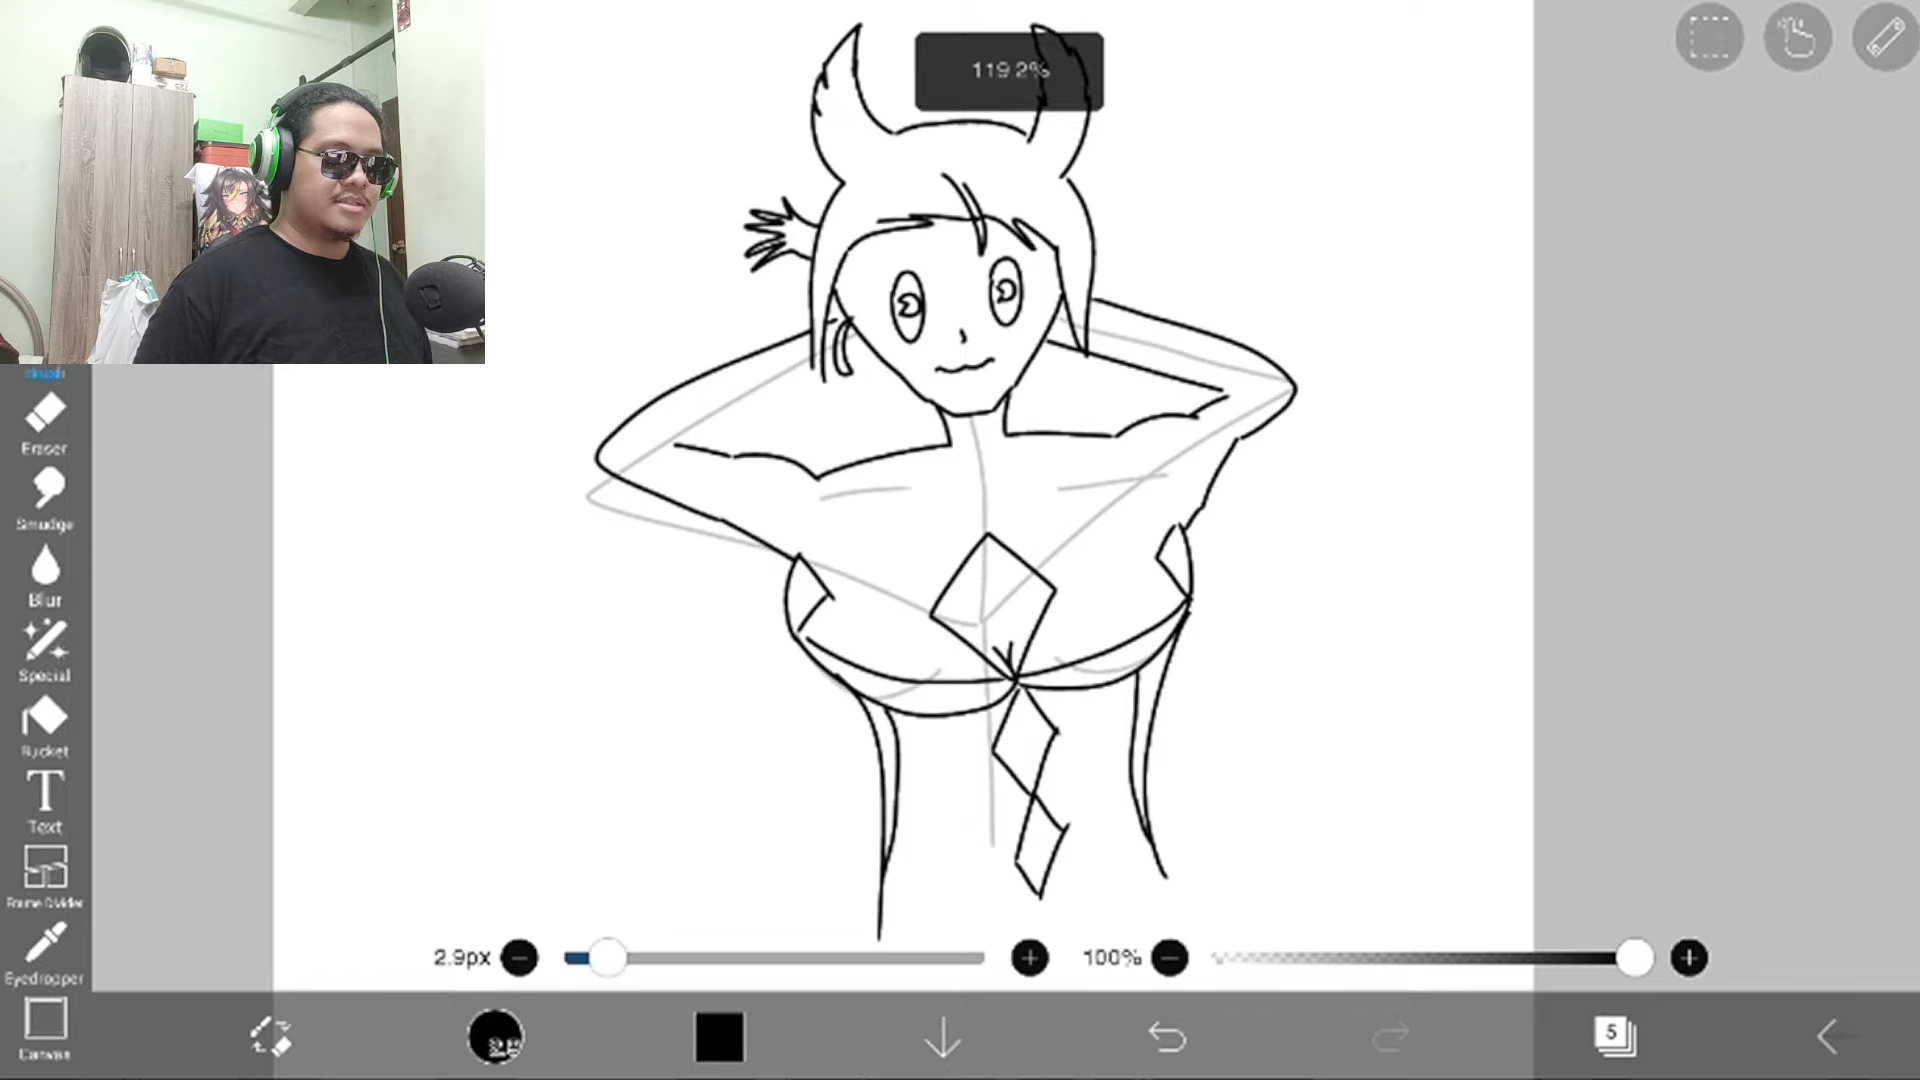 119.2%
Brush
Eraser
Smudge
Blur
Special
Bucket
Text
Frame Divider
Eyedropper
Canvas
2.9px
100%
5